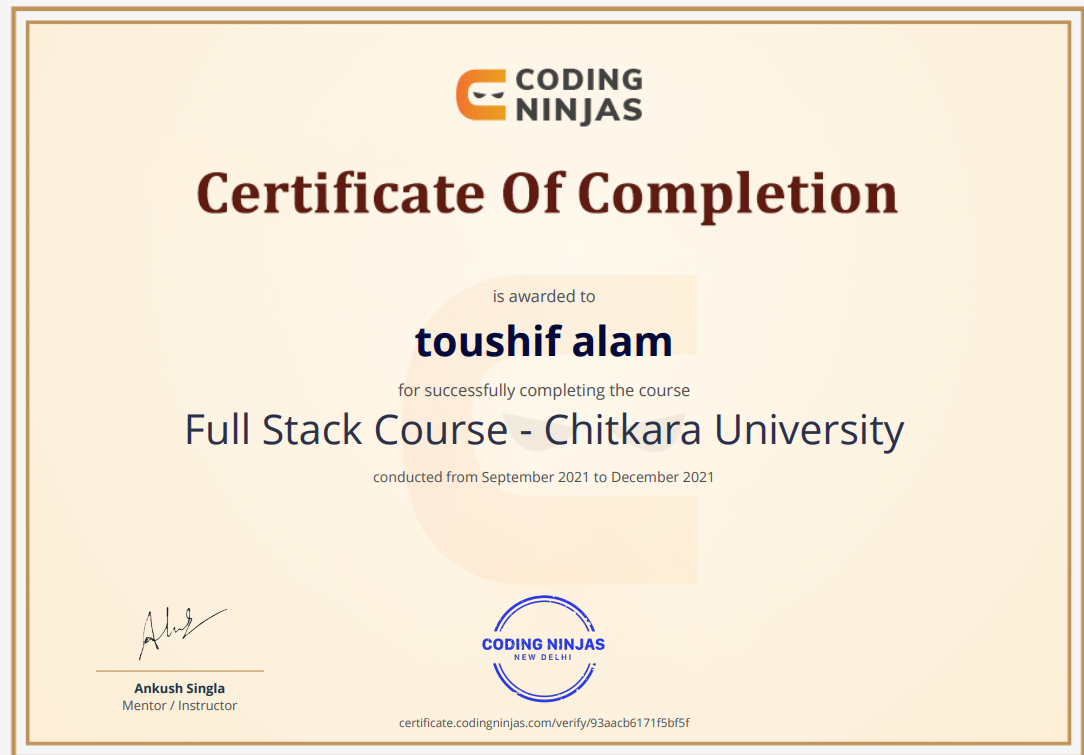 CODING
NINJAS
Certificate Of Completion
is awarded to
toushif alam
for successfully completing the course
Full Stack Course - Chitkara University
conducted from September 2021 to December 2021
Ankush Singla
Mentor / Instructor
CODING NINJAS
NEW DELHI
certificate.codingninjas.com/verify/93aacb6171f5bf5f